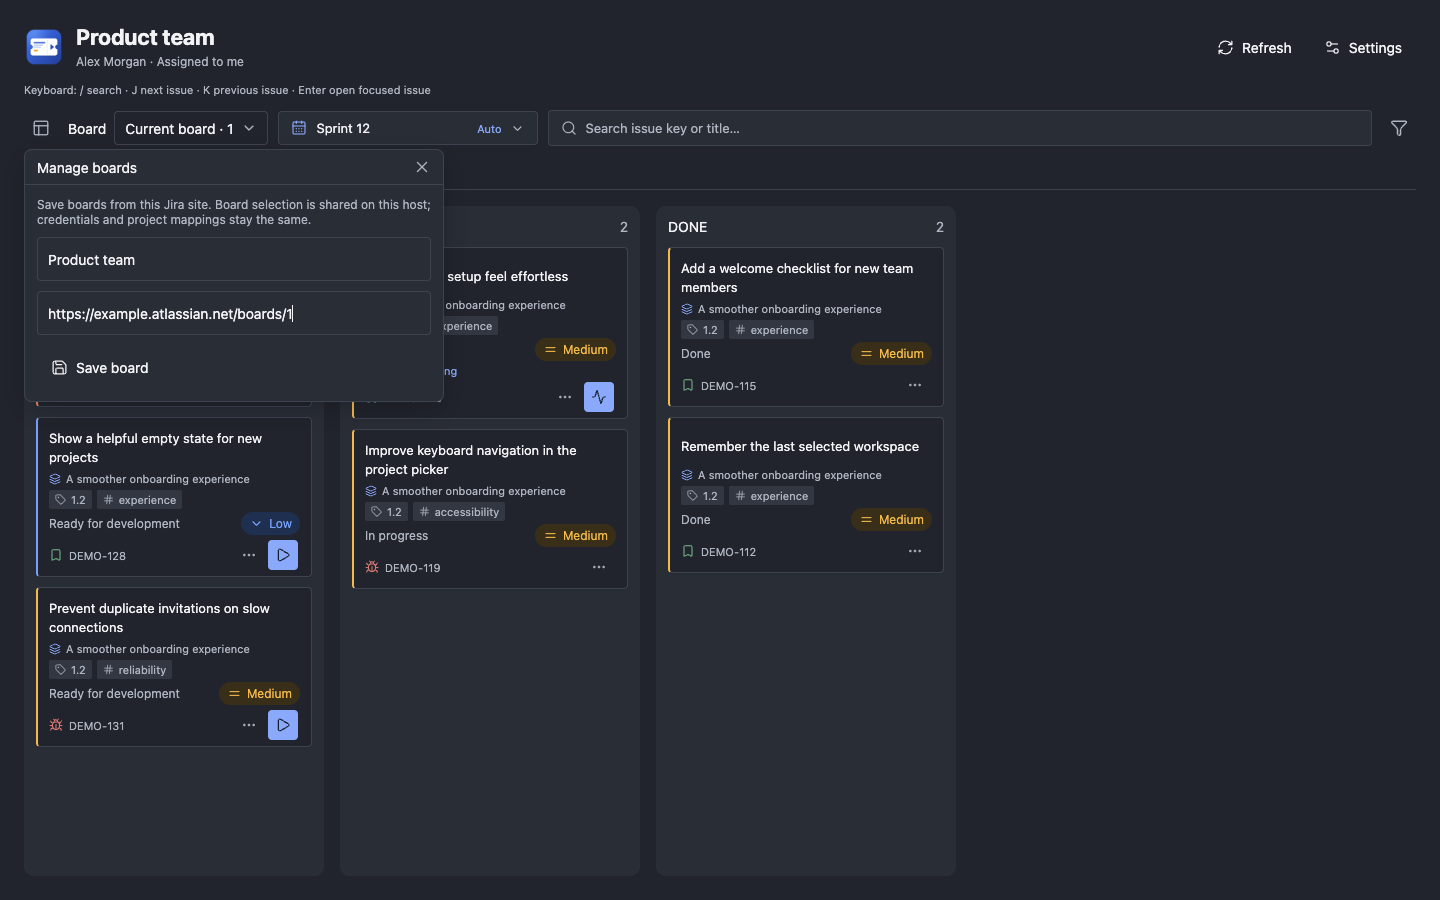 Product team
Alex Morgan · Assigned to me
Refresh
Settings
Keyboard: / search · J next issue · K previous issue · Enter open focused issue
Board
Current board · 1
Sprint 12
Auto
Search issue key or title...
Manage boards
Save boards from this Jira site. Board selection is shared on this host;
credentials and project mappings stay the same.
Product team
https://example.atlassian.net/boards/1
Save board
Show a helpful empty state for new
projects
A smoother onboarding experience
1.2
experience
Ready for development
Low
DEMO-128
Prevent duplicate invitations on slow
connections
A smoother onboarding experience
1.2
reliability
Ready for development
Medium
DEMO-131
2
setup feel effortless
onboarding experience
Medium
Improve keyboard navigation in the
project picker
A smoother onboarding experience
1.2
accessibility
In progress
Medium
DEMO-119
DONE
2
Add a welcome checklist for new team
members
A smoother onboarding experience
1.2
experience
Done
Medium
DEMO-115
Remember the last selected workspace
A smoother onboarding experience
1.2
experience
Done
Medium
DEMO-112